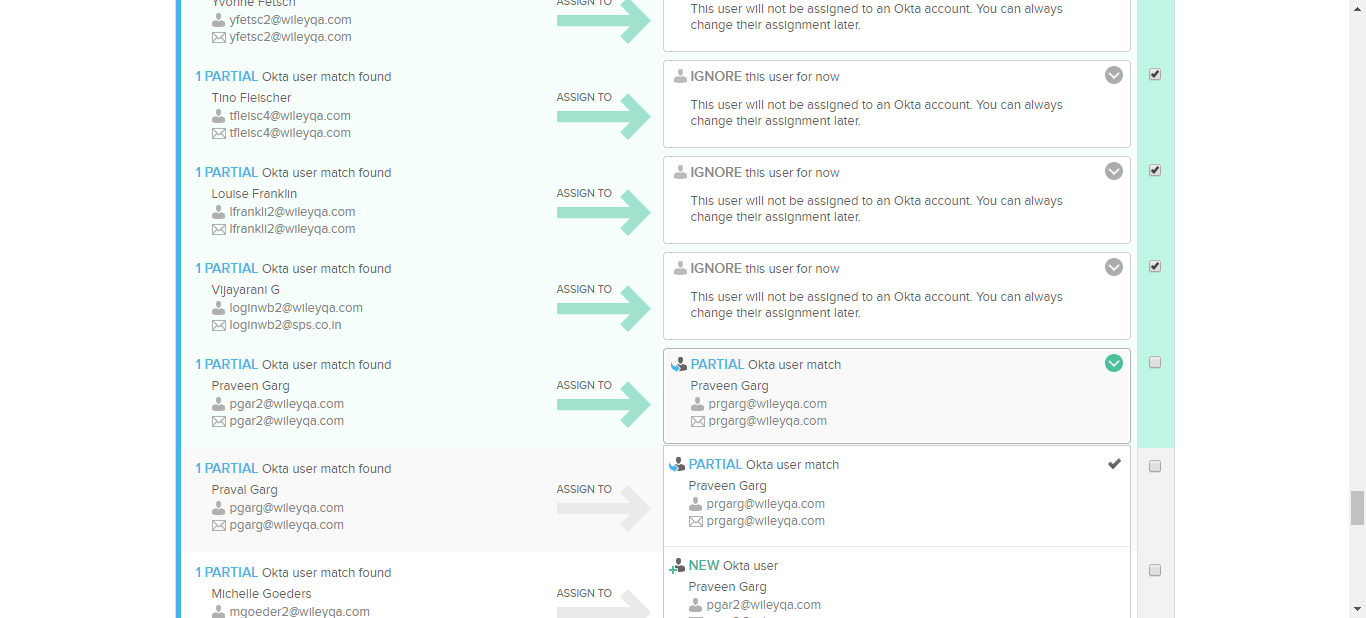 Yvonne Fetsch
yfetsc2@wileyqa.com
yfetsc2@wileyqa.com
ASSIGN TO
This user will not be assigned to an Okta account. You can always
change their assignment later.
1 PARTIAL Okta user match found
Tino Fleischer
tfleisc4@wileyqa.com
tfleisc4@wileyqa.com
ASSIGN TO
IGNORE this user for now
This user will not be assigned to an Okta account. You can always
change their assignment later.
1 PARTIAL Okta user match found
Louise Franklin
lfrankli2@wileyqa.com
lfrankli2@wileyqa.com
ASSIGN TO
IGNORE this user for now
This user will not be assigned to an Okta account. You can always
change their assignment later.
1 PARTIAL Okta user match found
Vijayarani G
loginwb2@wileyqa.com
loginwb2@sps.co.in
ASSIGN TO
IGNORE this user for now
This user will not be assigned to an Okta account. You can always
change their assignment later.
1 PARTIAL Okta user match found
Praveen Garg
pgar2@wileyqa.com
pgar2@wileyqa.com
ASSIGN TO
PARTIAL Okta user match
Praveen Garg
prgarg@wileyqa.com
prgarg@wileyqa.com
1 PARTIAL Okta user match found
Praval Garg
pgarg@wileyqa.com
pgarg@wileyqa.com
ASSIGN TO
PARTIAL Okta user match
Praveen Garg
prgarg@wileyqa.com
prgarg@wileyqa.com
1 PARTIAL Okta user match found
Michelle Goeders
mgoeder2@wileyqa.com
ASSIGN TO
NEW Okta user
Praveen Garg
pgar2@wileyqa.com